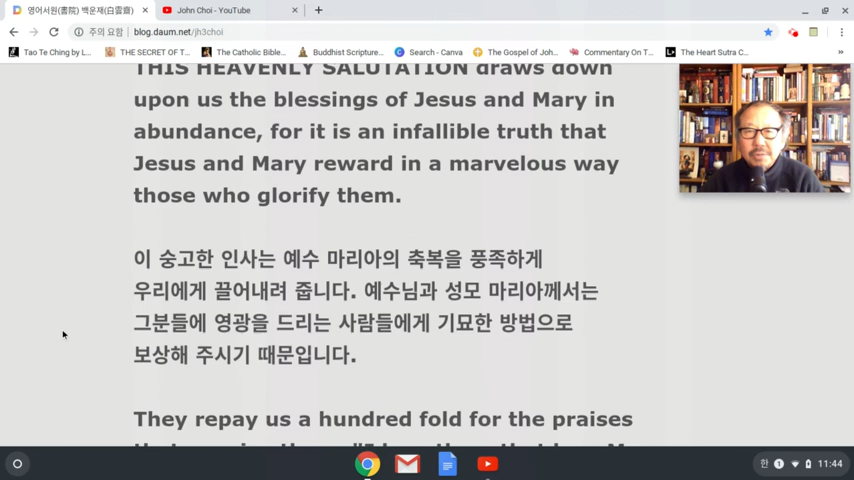 영어서원(書院) 백운재(白雲齋)
John Choi - YouTube
주의 요함
blog.daum.net/jh3choi
Tao Te Ching by L...
THE SECRET OF T...
The Catholic Bible...
Buddhist Scripture...
Search - Canva
The Gospel of Joh...
Commentary On T...
The Heart Sutra C...
THIS HEAVENLY SALUTATION draws down
upon us the blessings of Jesus and Mary in
abundance, for it is an infallible truth that
Jesus and Mary reward in a marvelous way
those who glorify them.
이 숭고한 인사는 예수 마리아의 축복을 풍족하게
우리에게 끌어내려 줍니다. 예수님과 성모 마리아께서는
그분들에 영광을 드리는 사람들에게 기묘한 방법으로
보상해 주시기 때문입니다.
They repay us a hundred fold for the praises
한
1
11:44